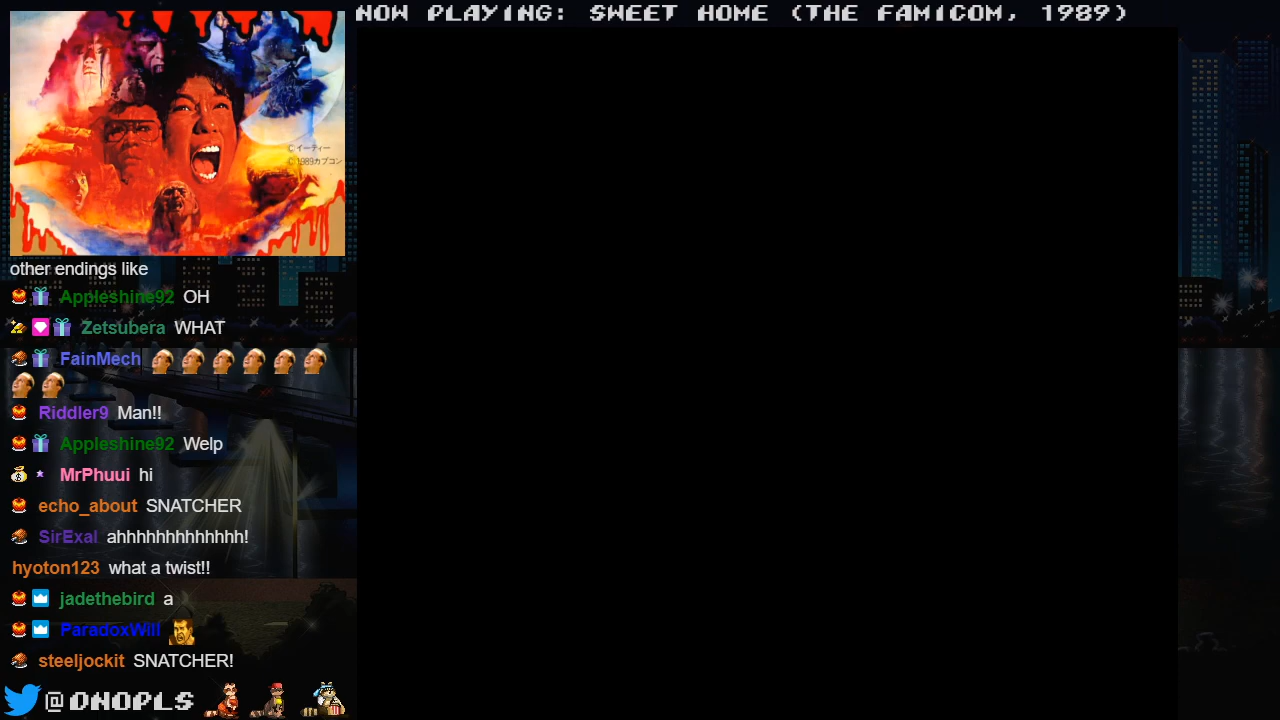 NOW PLAYING: SWEET HOME (THE FAMICOM, 1989)
©イーディー
©1989カプコン
other endings like
Appleshine92 OH
Zetsubera WHAT
FainMech
Riddler9 Man!!
Appleshine92 Welp
MrPhuui hi
echo_about SNATCHER
SirExal ahhhhhhhhhhhhh!
hyoton123 what a twist!!
jadethebird a
ParadoxWill
steeljockit SNATCHER!
@DNOPLS